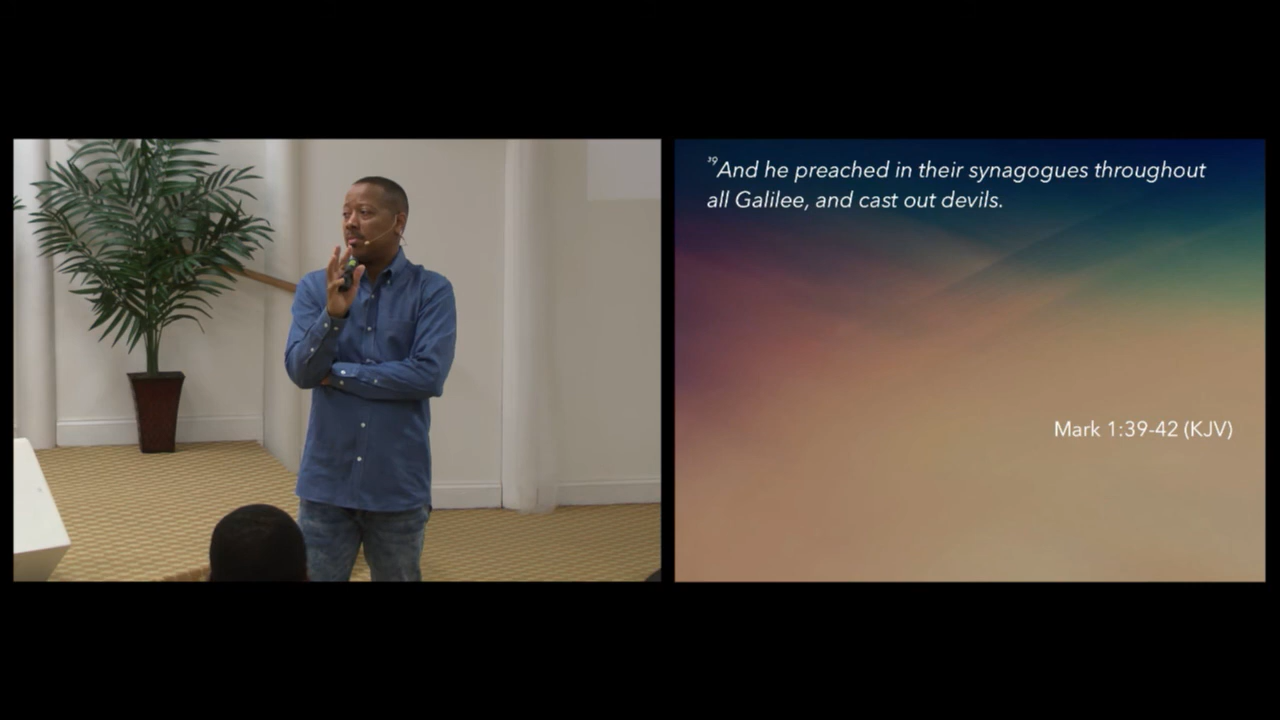 ³⁹And he preached in their synagogues throughout
all Galilee, and cast out devils.
Mark 1:39-42 (KJV)